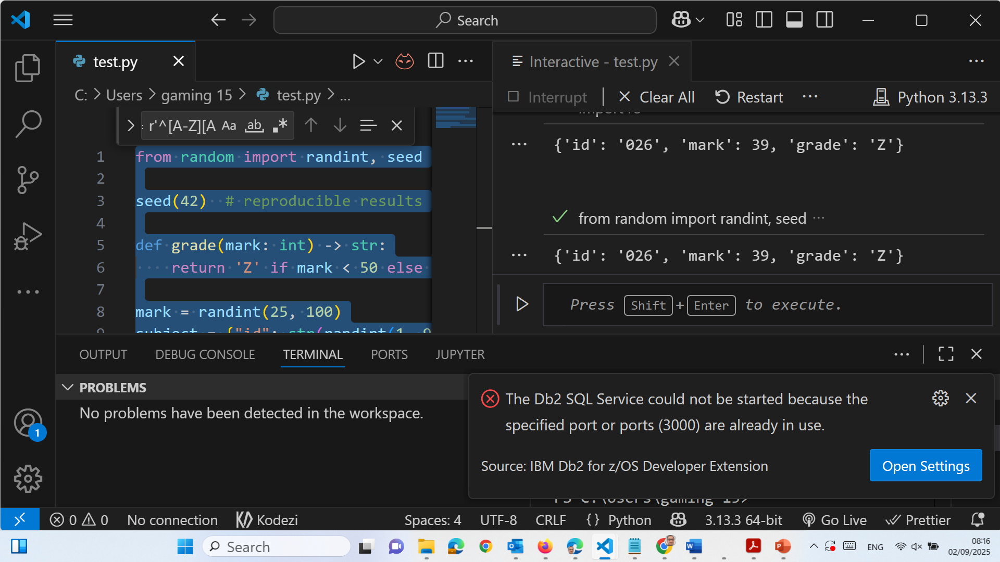 Search
test.py
Interactive - test.py
C: > Users > gaming 15 > test.py > ...
Interrupt
Clear All
Restart
Python 3.13.3
r'^[A-Z][A
Aa
ab
.*
1 from random import randint, seed
2
3 seed(42)  # reproducible results
4
5 def grade(mark: int) -> str:
6     return 'Z' if mark < 50 else
7
8 mark = randint(25, 100)
{'id': '026', 'mark': 39, 'grade': 'Z'}
from random import randint, seed ...
{'id': '026', 'mark': 39, 'grade': 'Z'}
Press Shift + Enter to execute.
OUTPUT
DEBUG CONSOLE
TERMINAL
PORTS
JUPYTER
PROBLEMS
No problems have been detected in the workspace.
The Db2 SQL Service could not be started because the
specified port or ports (3000) are already in use.
Source: IBM Db2 for z/OS Developer Extension
Open Settings
1
0
0
No connection
Kodezi
Spaces: 4
UTF-8
CRLF
{ } Python
3.13.3 64-bit
Go Live
Prettier
Search
ENG
08:16
02/09/2025